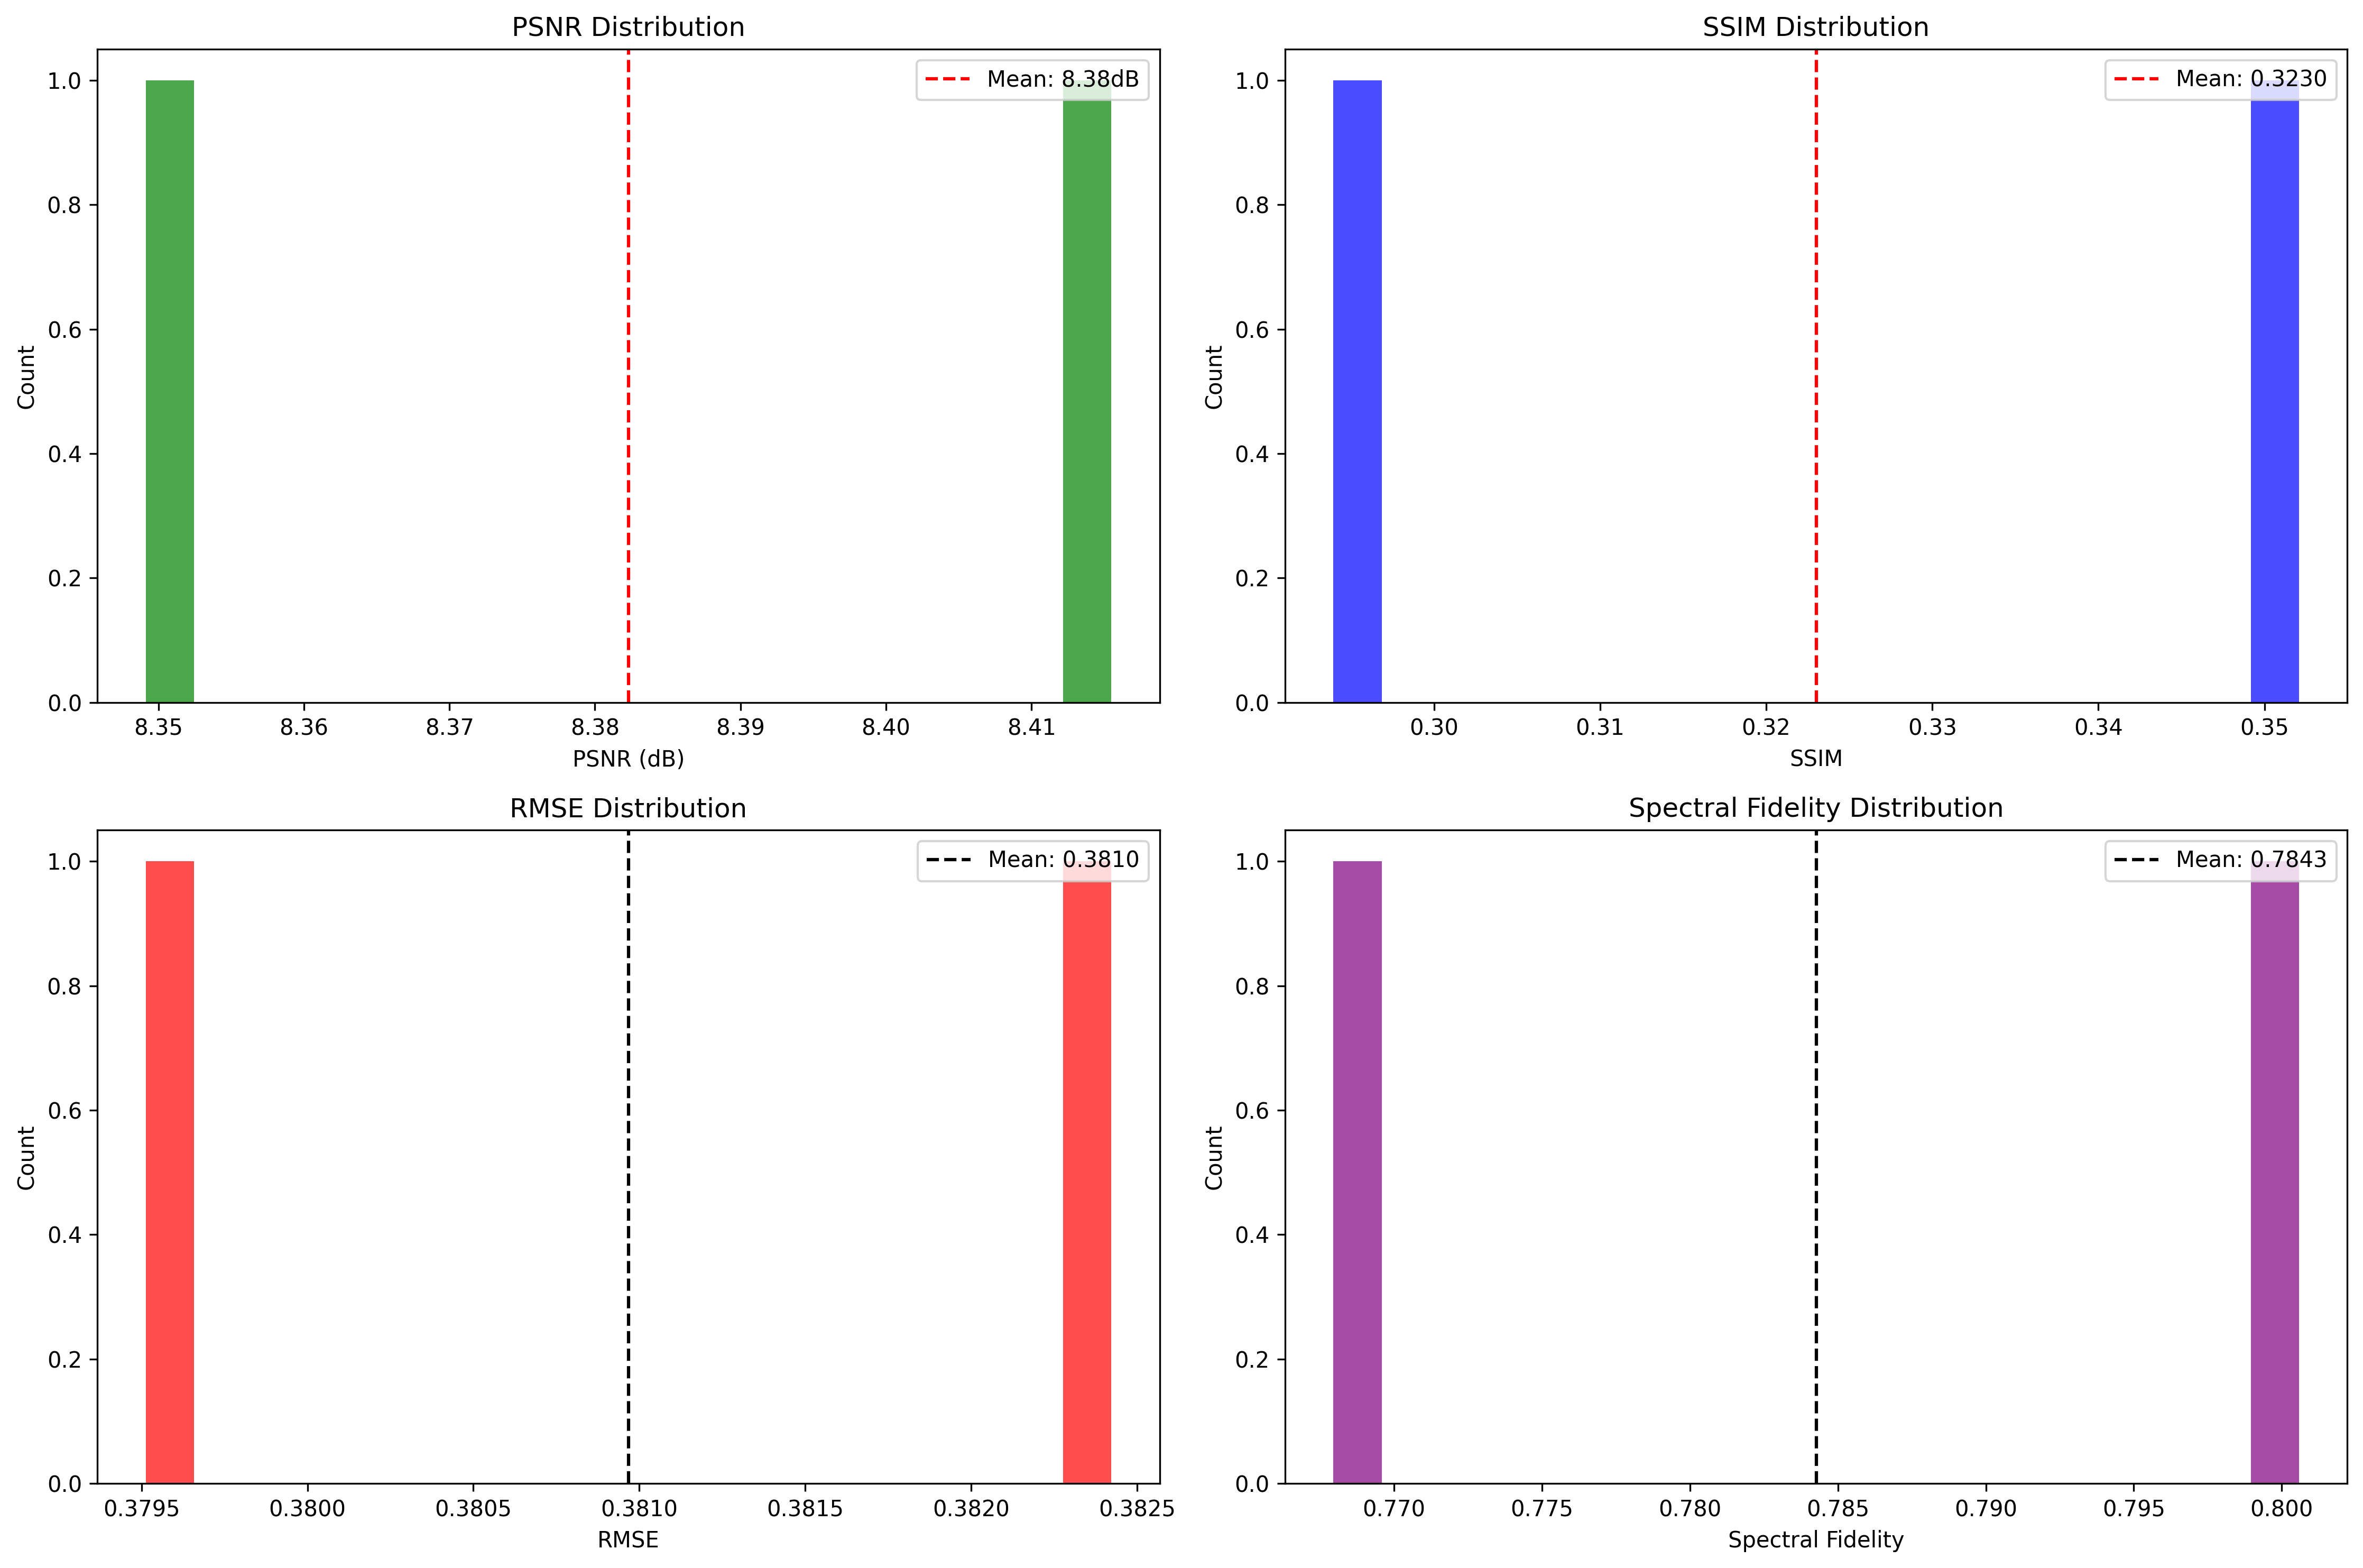 PSNR Distribution
Mean: 8.38dB
1.0
0.8
0.6
0.4
0.2
0.0
Count
8.35 8.36 8.37 8.38 8.39 8.40 8.41
PSNR (dB)
SSIM Distribution
Mean: 0.3230
1.0
0.8
0.6
0.4
0.2
0.0
Count
0.30 0.31 0.32 0.33 0.34 0.35
SSIM
RMSE Distribution
Mean: 0.3810
1.0
0.8
0.6
0.4
0.2
0.0
Count
0.3795 0.3800 0.3805 0.3810 0.3815 0.3820 0.3825
RMSE
Spectral Fidelity Distribution
Mean: 0.7843
1.0
0.8
0.6
0.4
0.2
0.0
Count
0.770 0.775 0.780 0.785 0.790 0.795 0.800
Spectral Fidelity